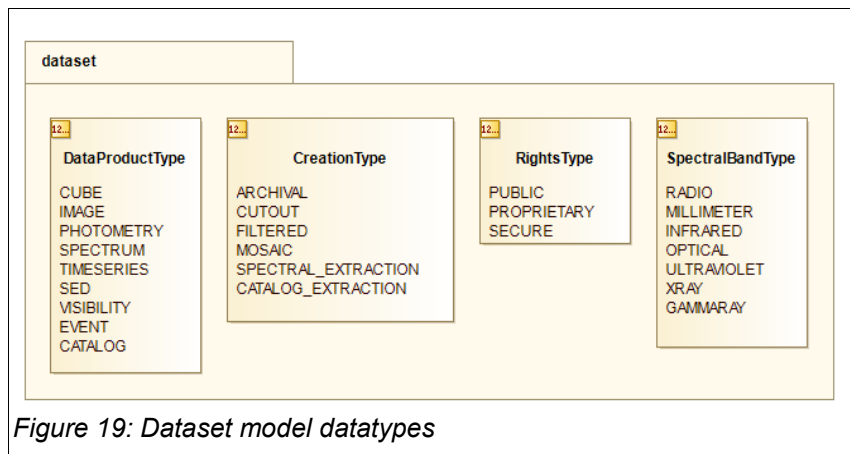 dataset
12...
DataProductType
CUBE
IMAGE
PHOTOMETRY
SPECTRUM
TIMESERIES
SED
VISIBILITY
EVENT
CATALOG
12...
CreationType
ARCHIVAL
CUTOUT
FILTERED
MOSAIC
SPECTRAL_EXTRACTION
CATALOG_EXTRACTION
12...
RightsType
PUBLIC
PROPRIETARY
SECURE
12...
SpectralBandType
RADIO
MILLIMETER
INFRARED
OPTICAL
ULTRAVIOLET
XRAY
GAMMARAY
Figure 19: Dataset model datatypes